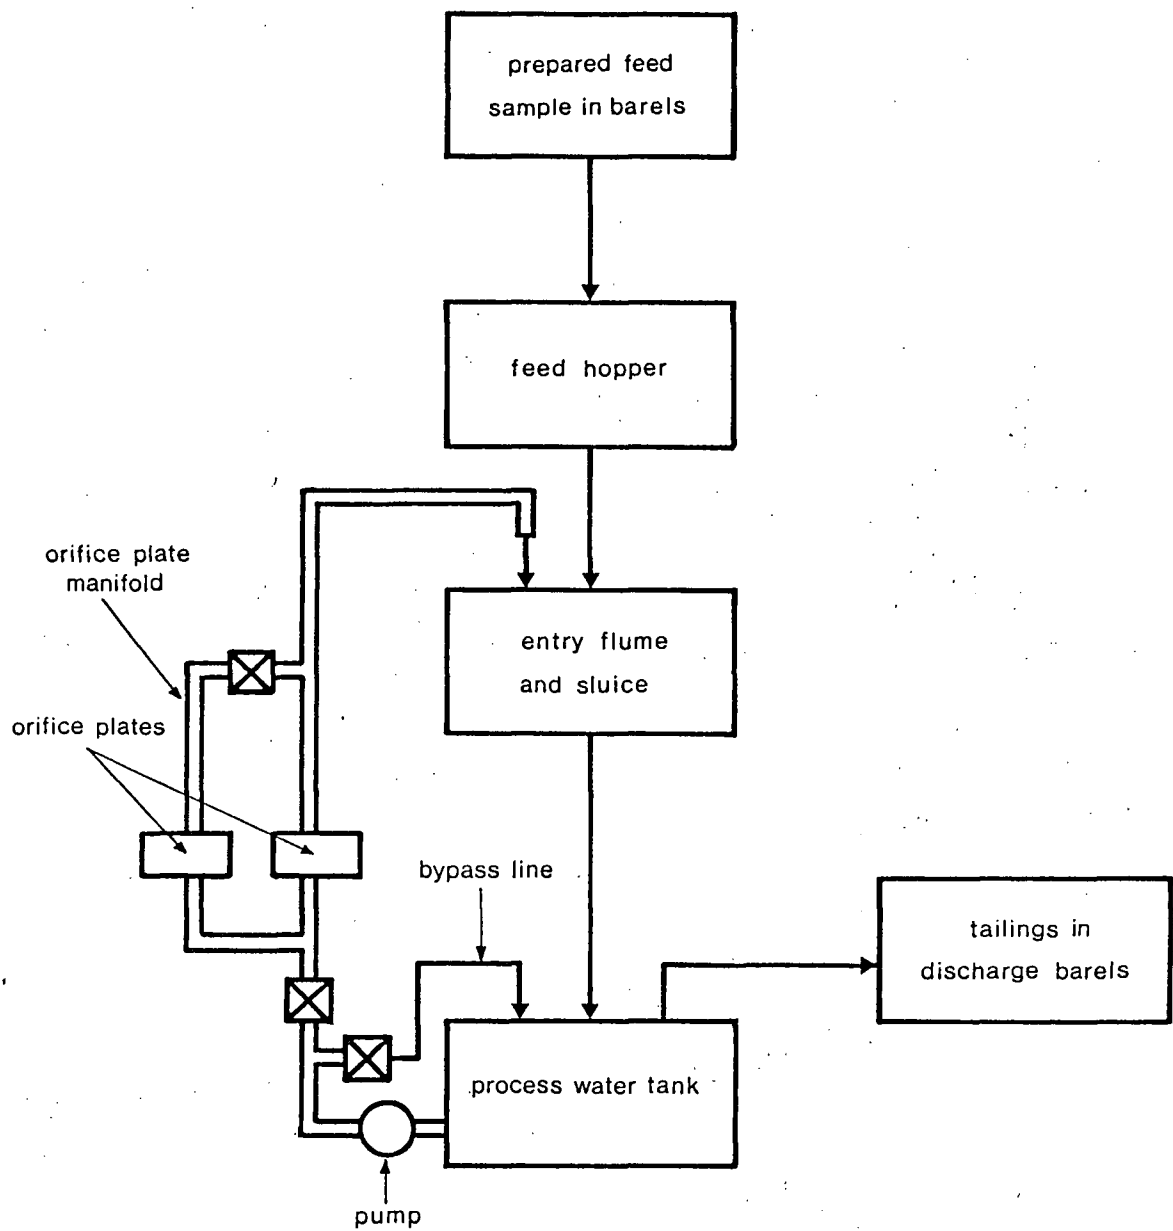 prepared feed
sample in barels
feed hopper
orifice plate
manifold
entry flume
and sluice
orifice plates
bypass line
tailings in
discharge barels
process water tank
pump